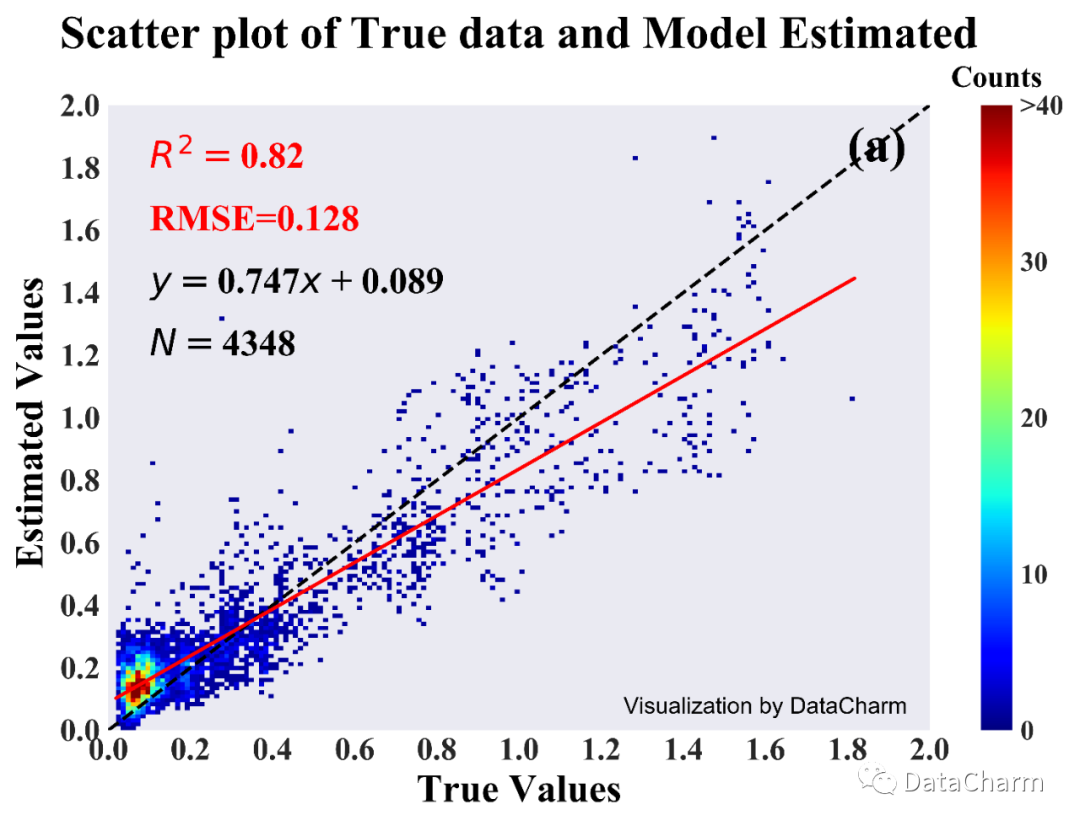 Scatter plot of True data and Model Estimated
Counts
R² = 0.82
RMSE=0.128
y = 0.747x + 0.089
N = 4348
(a)
Estimated Values
2.0
1.8
1.6
1.4
1.2
1.0
0.8
0.6
0.4
0.2
0.0
>40
30
20
10
0
Visualization by DataCharm
0.0 0.2 0.4 0.6 0.8 1.0 1.2 1.4 1.6 1.8 2.0
True Values
DataCharm